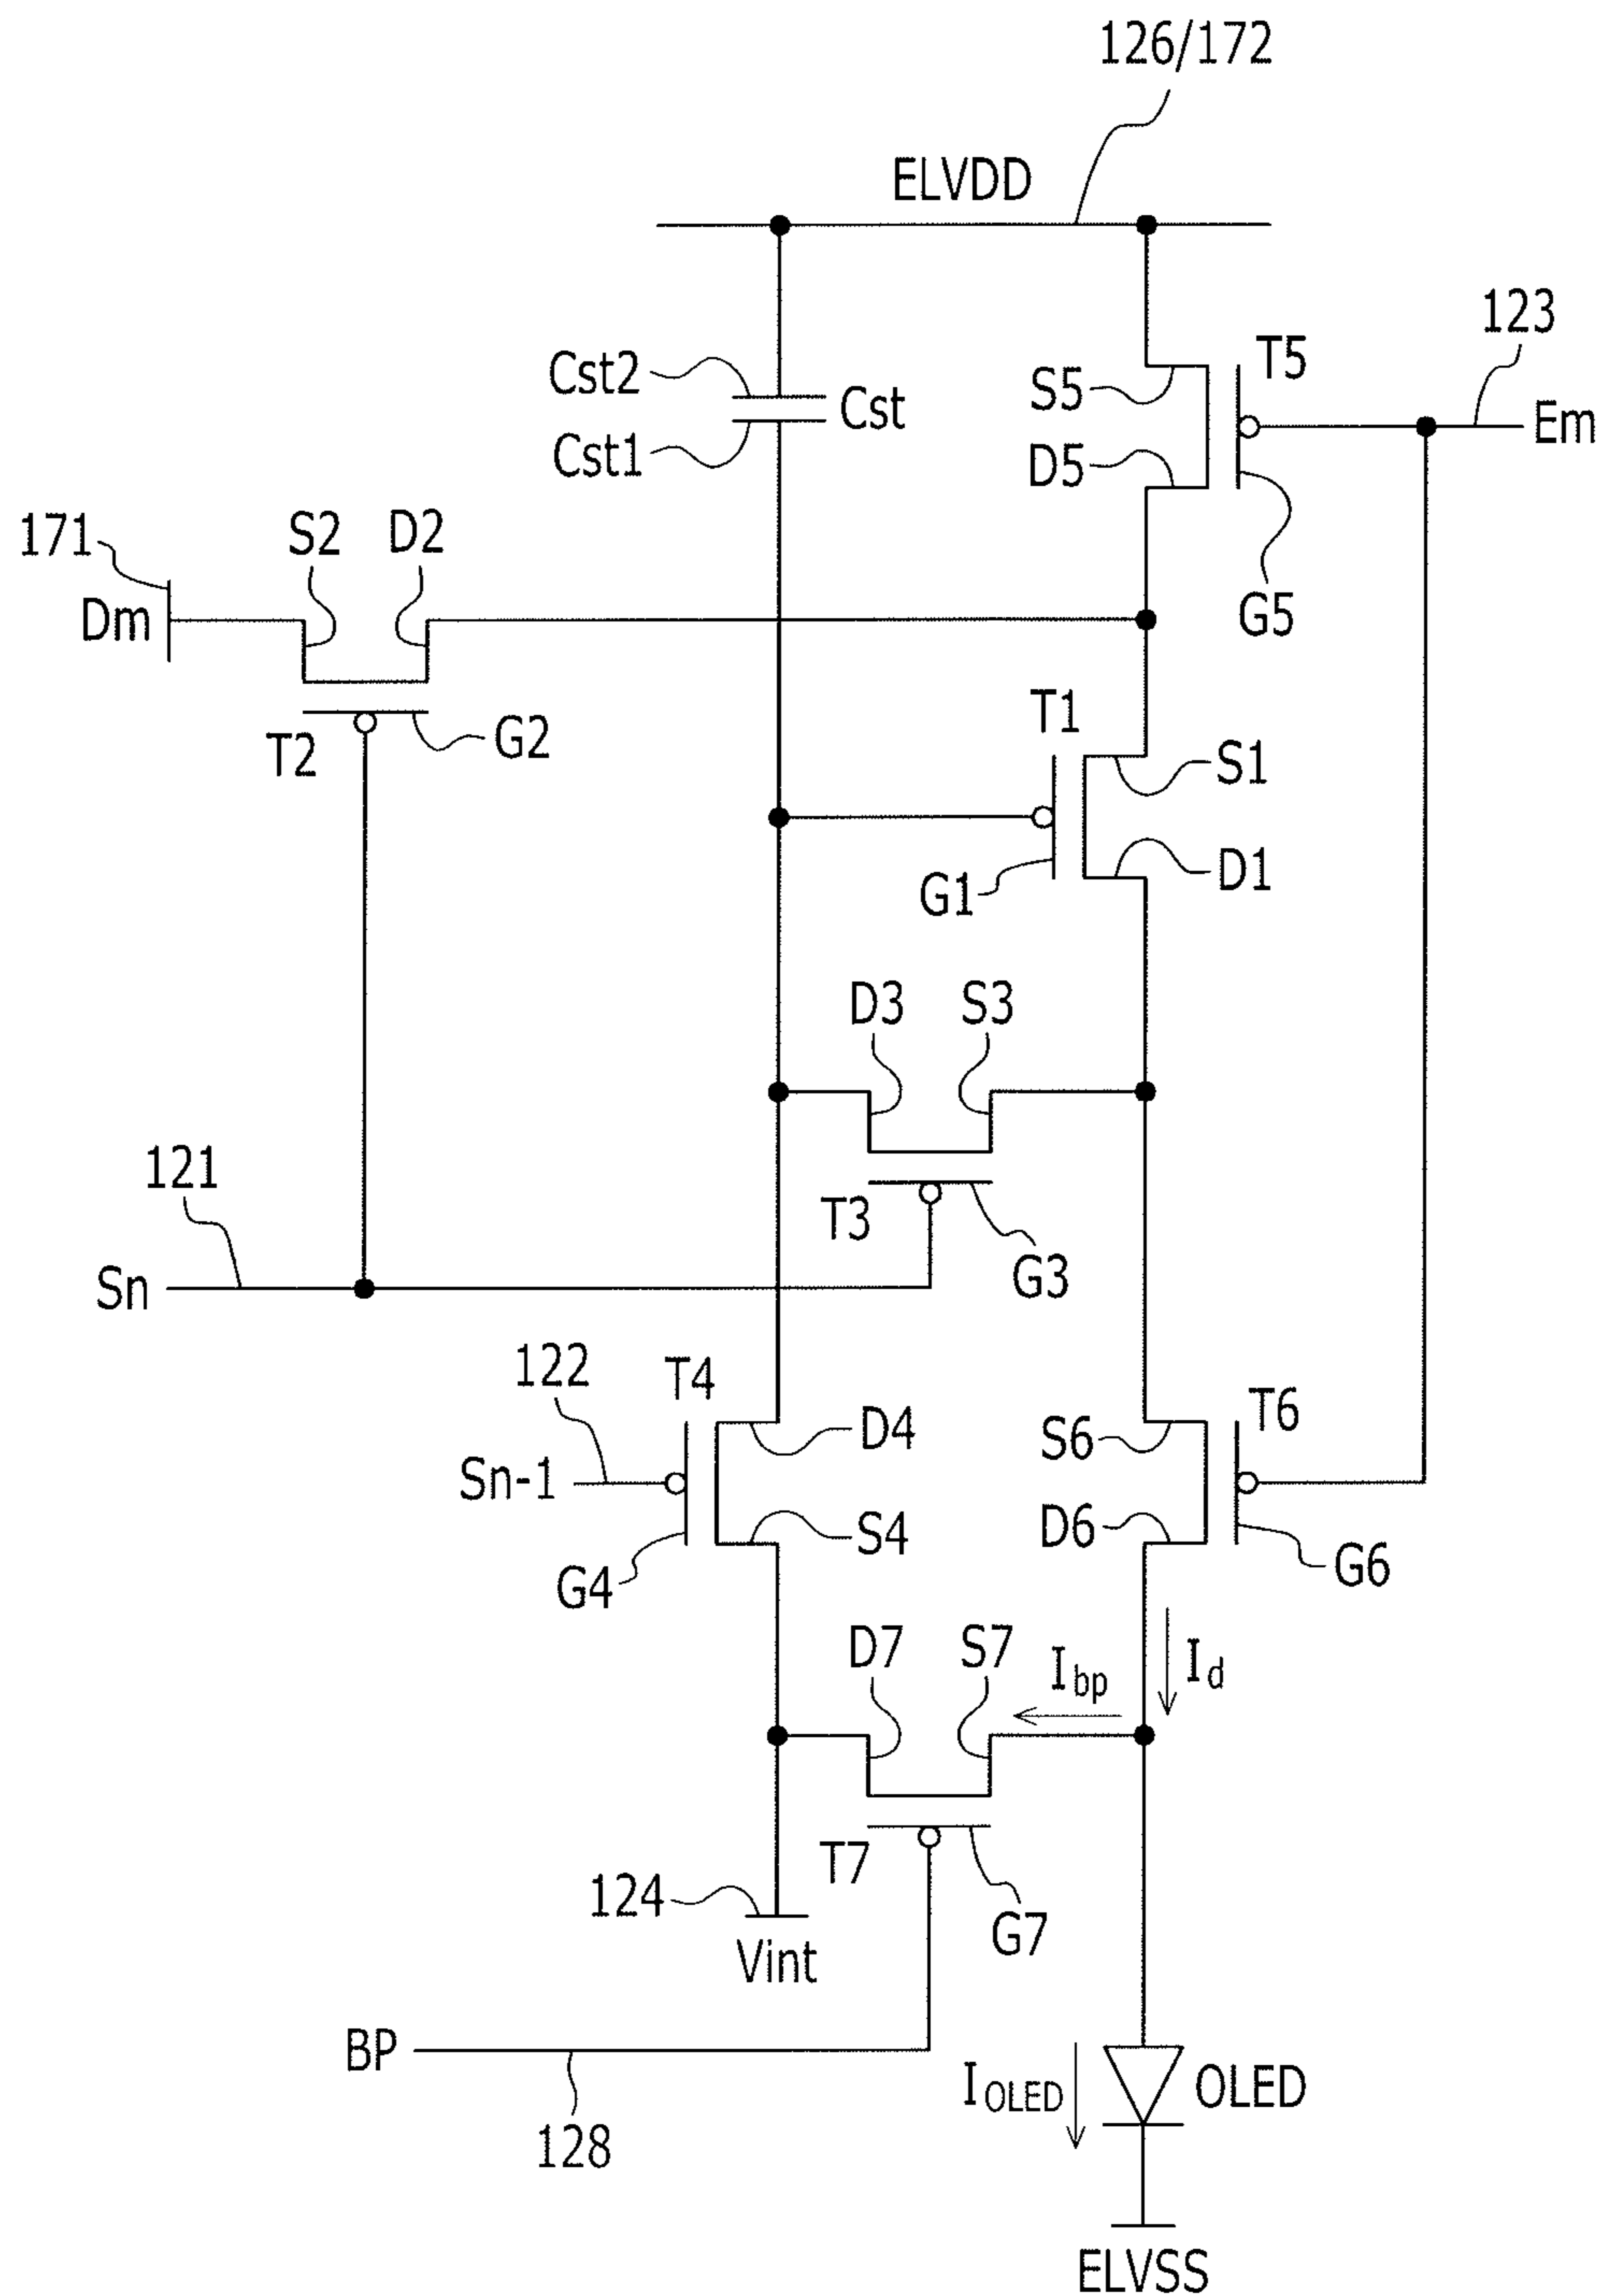 126/172
ELVDD
123
T5
Cst2
S5
Cst
Em
Cst1
D5
171
S2
D2
Dm
G5
T1
T2
G2
S1
G1
D1
D3
S3
121
T3
Sn
G3
122
T4
T6
D4
S6
Sn-1
S4
D6
G4
G6
D7
S7
Ibp
Id
T7
124
G7
Vint
BP
IOLED
OLED
128
ELVSS